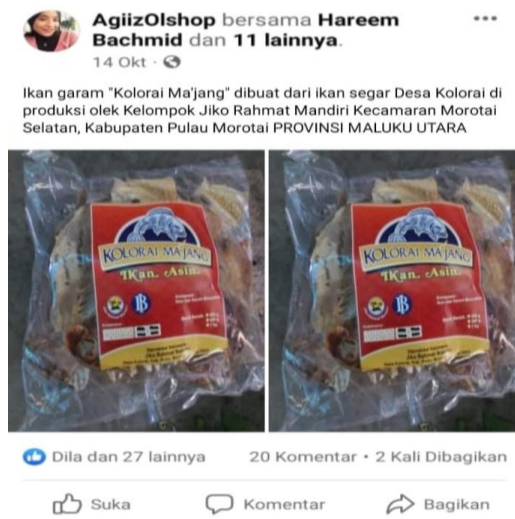 AgiizOlshop bersama Hareem
Bachmid dan 11 lainnya.
14 Okt
Ikan garam "Kolorai Ma'jang" dibuat dari ikan segar Desa Kolorai di
produksi olek Kelompok Jiko Rahmat Mandiri Kecamaran Morotai
Selatan, Kabupaten Pulau Morotai PROVINSI MALUKU UTARA
KOLORAI MA'JANG
IKan Asin
KOLORAI MA'JANG
IKan Asin
Dila dan 27 lainnya
20 Komentar • 2 Kali Dibagikan
Suka
Komentar
Bagikan